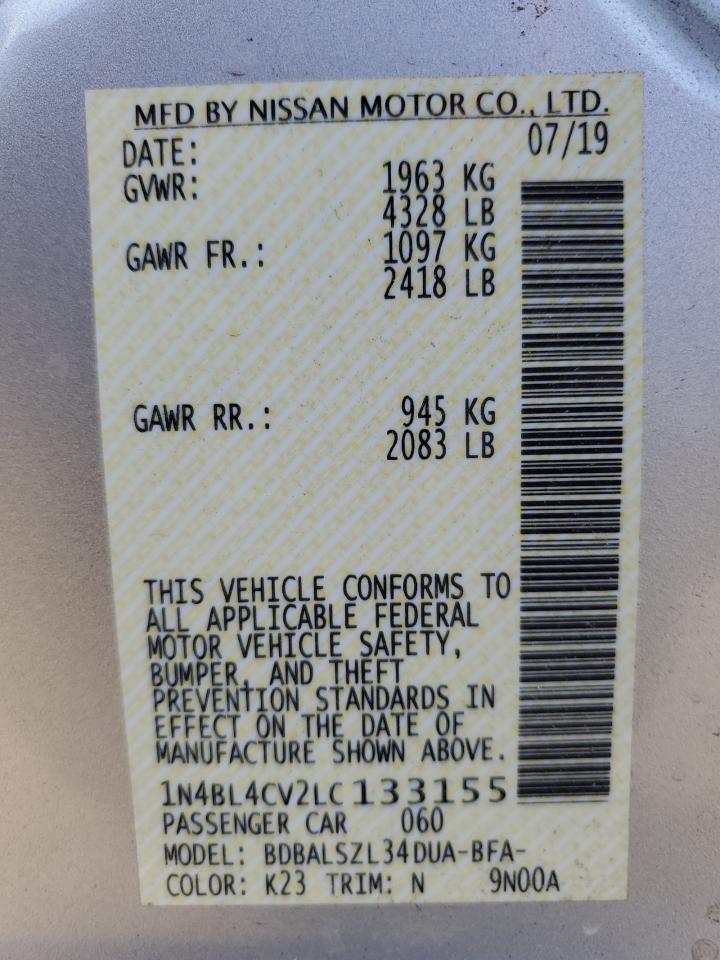 MFD BY NISSAN MOTOR CO., LTD.
DATE: 07/19
GVWR: 1963 KG
4328 LB
GAWR FR.: 1097 KG
2418 LB
GAWR RR.: 945 KG
2083 LB
THIS VEHICLE CONFORMS TO
ALL APPLICABLE FEDERAL
MOTOR VEHICLE SAFETY,
BUMPER, AND THEFT
PREVENTION STANDARDS IN
EFFECT ON THE DATE OF
MANUFACTURE SHOWN ABOVE.
1N4BL4CV2LC133155
PASSENGER CAR 060
MODEL: BDBALSZL34DUA-BFA-
COLOR: K23 TRIM: N 9N00A